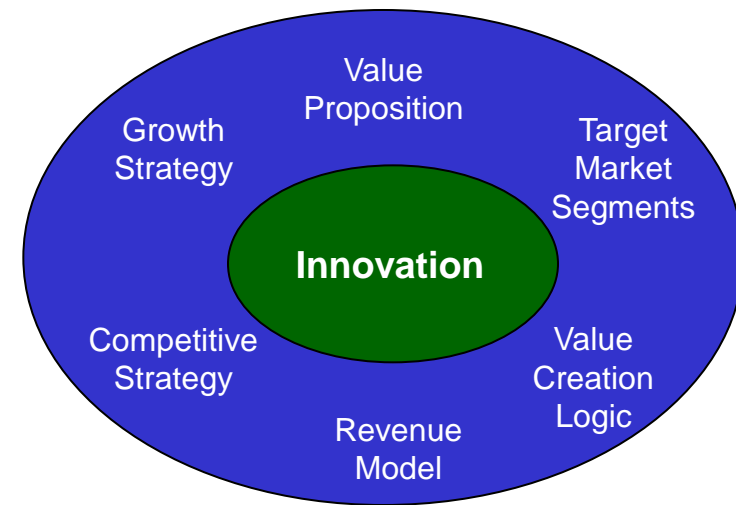 Value
Proposition
Growth
Strategy
Target
Market
Segments
Innovation
Competitive
Strategy
Value
Creation
Logic
Revenue
Model